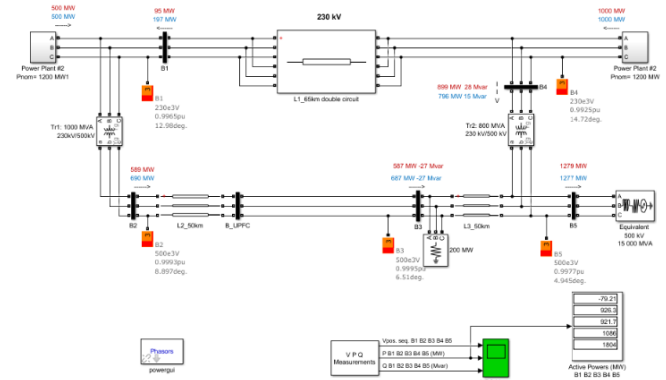 500 MW
500 MW
95 MW
197 MW
230 kV
1000 MW
1000 MW
A
B
C
Power Plant #2
Pnom= 1200 MW1
B1
L1_65km double circuit
A
B
C
Power Plant #2
Pnom= 1200 MW
B1
230e3V
0.9965pu
12.98deg.
899 MW 28 Mvar
796 MW 15 Mvar
I
V
B4
B4
230e3V
0.9925pu
14.72deg.
Tr1: 1000 MVA
230kV/500kV
Tr2: 800 MVA
230 kV/500 kV
589 MW
690 MW
587 MW -27 Mvar
687 MW -27 Mvar
1279 MW
1277 MW
A
B
C
B2
L2_50km
B_UPFC
B3
L3_50km
B5
Equivalent
500 kV
15 000 MVA
A B C
200 MW
B2
500e3V
0.9993pu
8.897deg.
B3
500e3V
0.9995pu
6.51deg.
B5
500e3V
0.9977pu
4.945deg.
Phasors
powergui
V P Q
Measurements
Vpos. seq. B1 B2 B3 B4 B5
P B1 B2 B3 B4 B5 (MW)
Q B1 B2 B3 B4 B5 (Mvar)
-79.21
926.3
921.7
1086
1804
Active Powers (MW)
B1 B2 B3 B4 B5